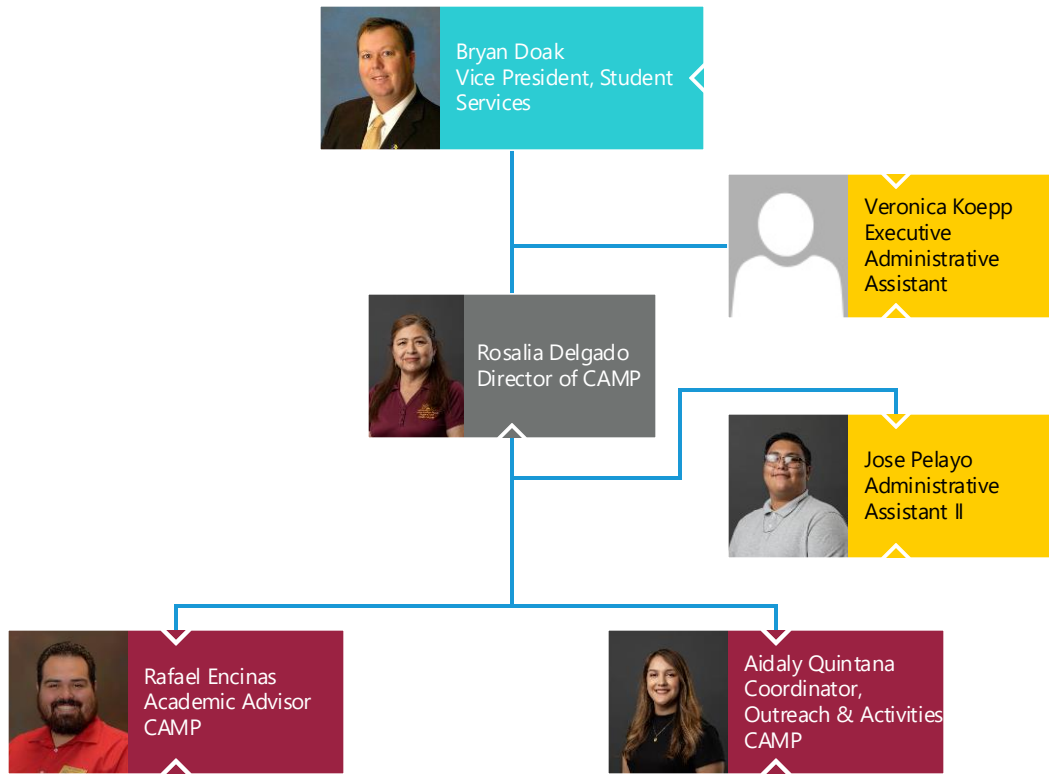 Bryan Doak
Vice President, Student
Services
Veronica Koepp
Executive
Administrative
Assistant
Rosalia Delgado
Director of CAMP
Jose Pelayo
Administrative
Assistant II
Rafael Encinas
Academic Advisor
CAMP
Aidaly Quintana
Coordinator,
Outreach & Activities
CAMP